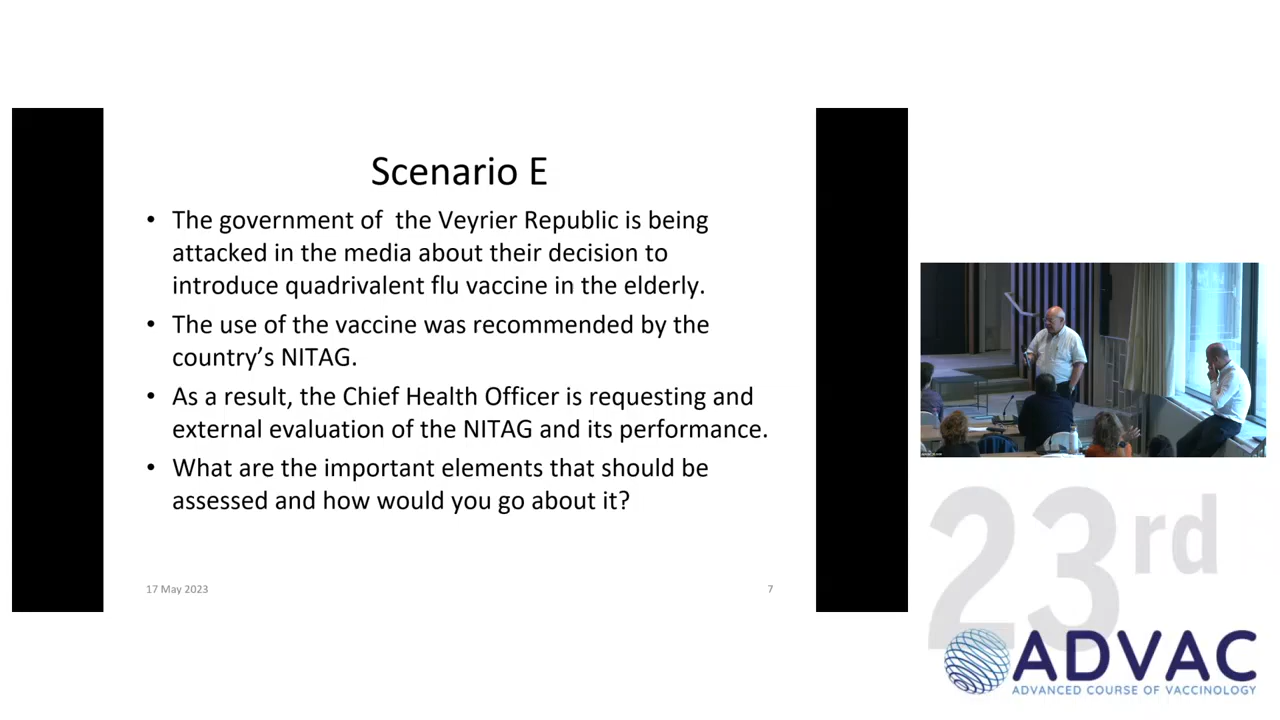 Scenario E
• The government of  the Veyrier Republic is being
attacked in the media about their decision to
introduce quadrivalent flu vaccine in the elderly.
• The use of the vaccine was recommended by the
country’s NITAG.
• As a result, the Chief Health Officer is requesting and
external evaluation of the NITAG and its performance.
• What are the important elements that should be
assessed and how would you go about it?
17 May 2023
7
23rd
ADVAC
ADVANCED COURSE OF VACCINOLOGY